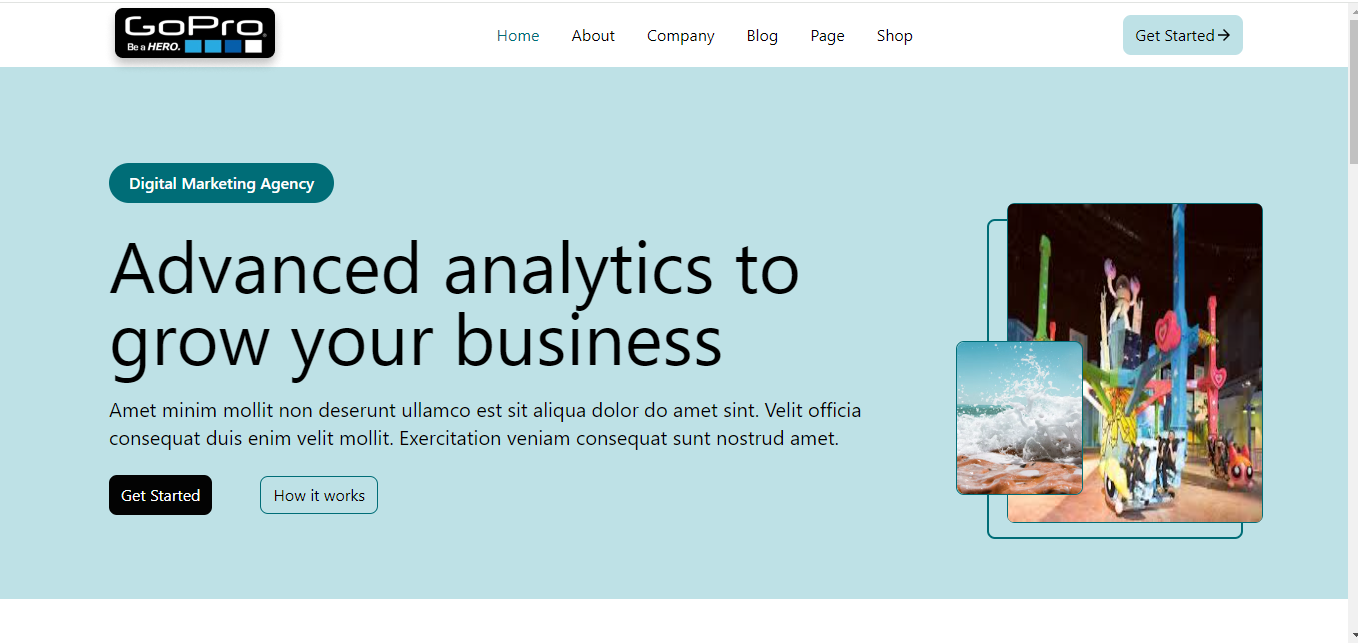 GoPro
Be a HERO.
Home About Company Blog Page Shop
Get Started
Digital Marketing Agency
Advanced analytics to
grow your business
Amet minim mollit non deserunt ullamco est sit aliqua dolor do amet sint. Velit officia
consequat duis enim velit mollit. Exercitation veniam consequat sunt nostrud amet.
Get Started
How it works